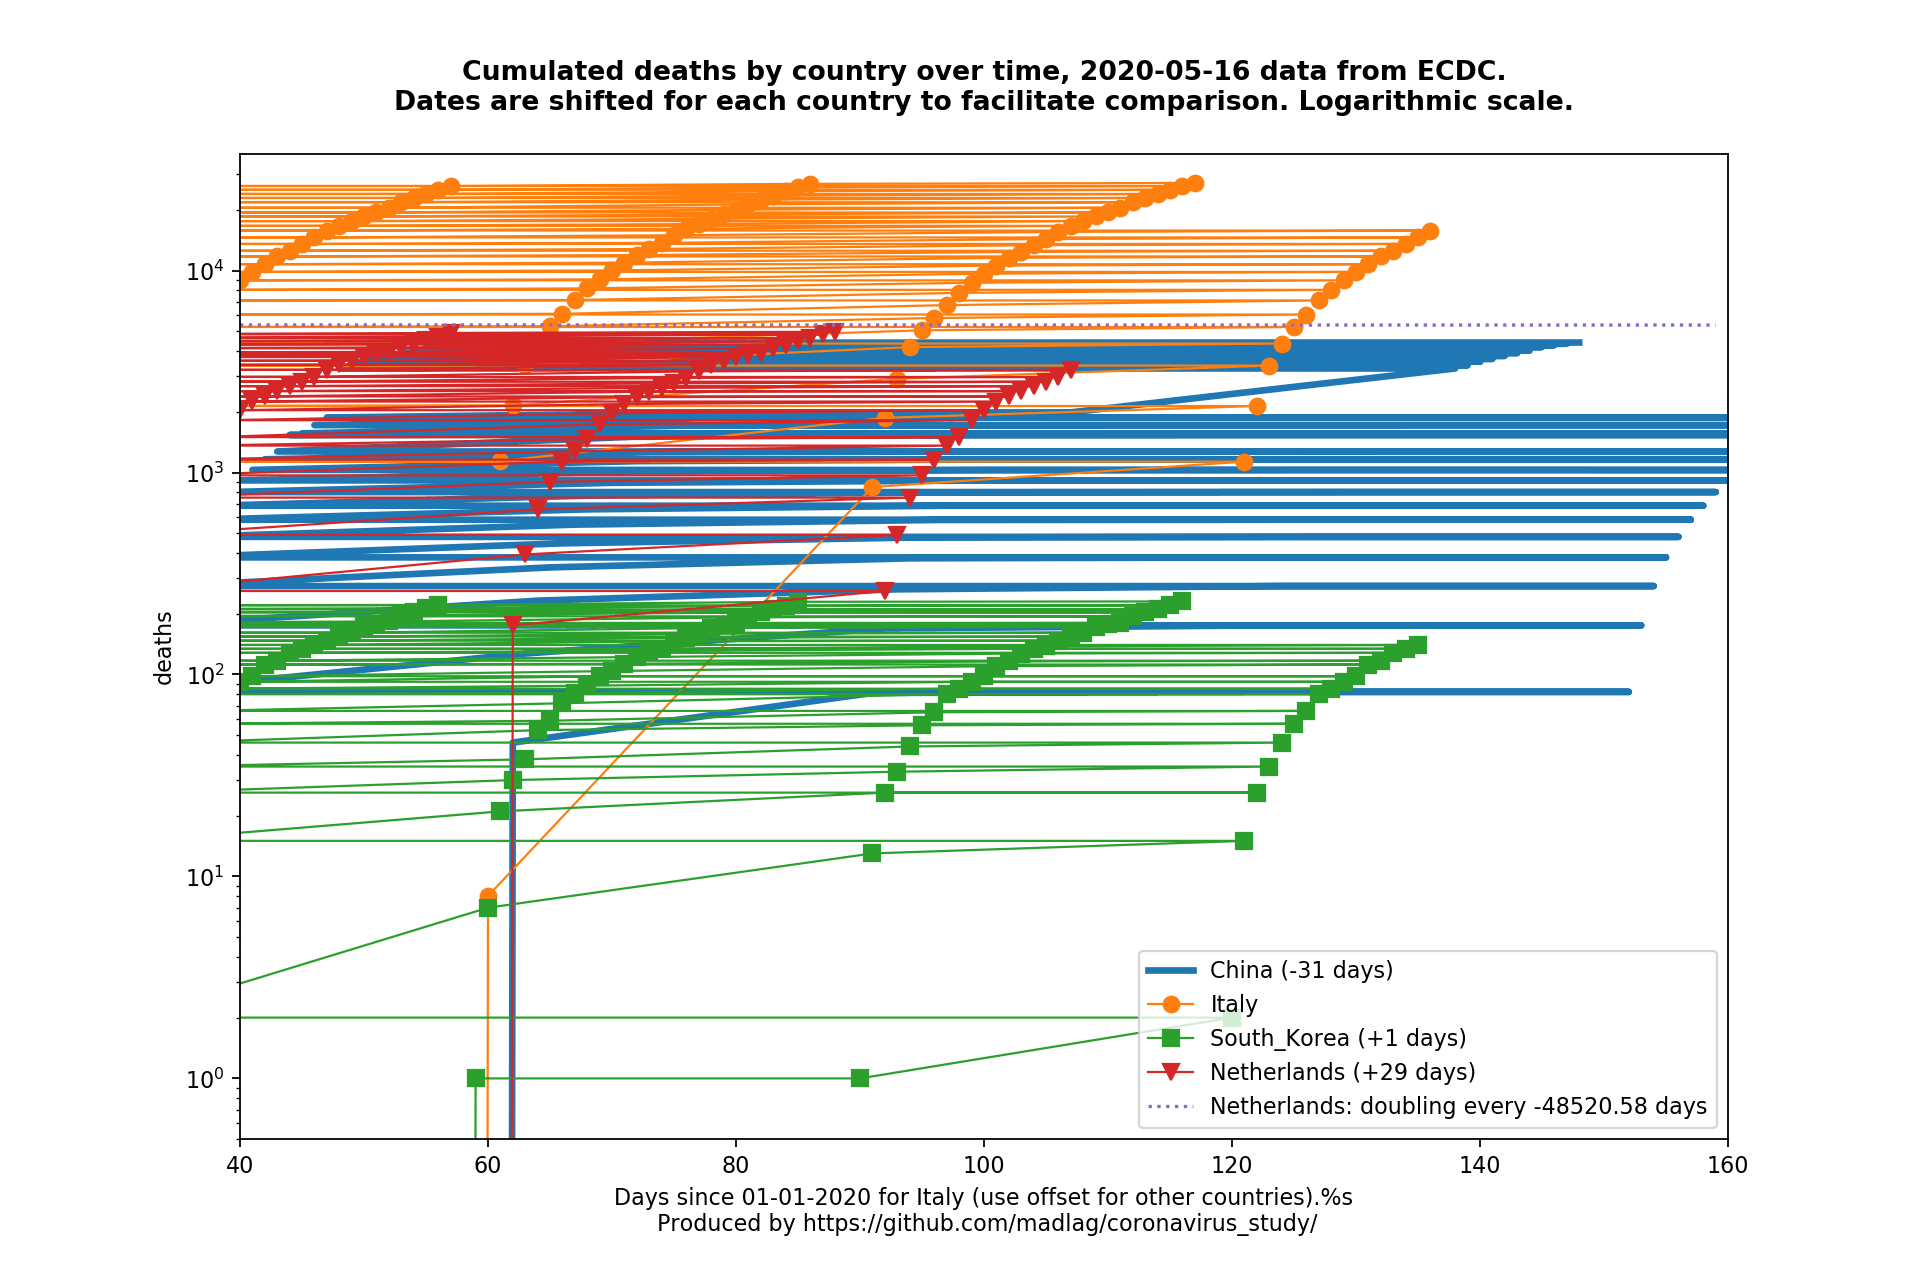 Cumulated deaths by country over time, 2020-05-16 data from ECDC.
Dates are shifted for each country to facilitate comparison. Logarithmic scale.
deaths
10⁴
10³
10²
10¹
10⁰
40 60 80 100 120 140 160
China (-31 days)
Italy
South_Korea (+1 days)
Netherlands (+29 days)
Netherlands: doubling every -48520.58 days
Days since 01-01-2020 for Italy (use offset for other countries).%s
Produced by https://github.com/madlag/coronavirus_study/